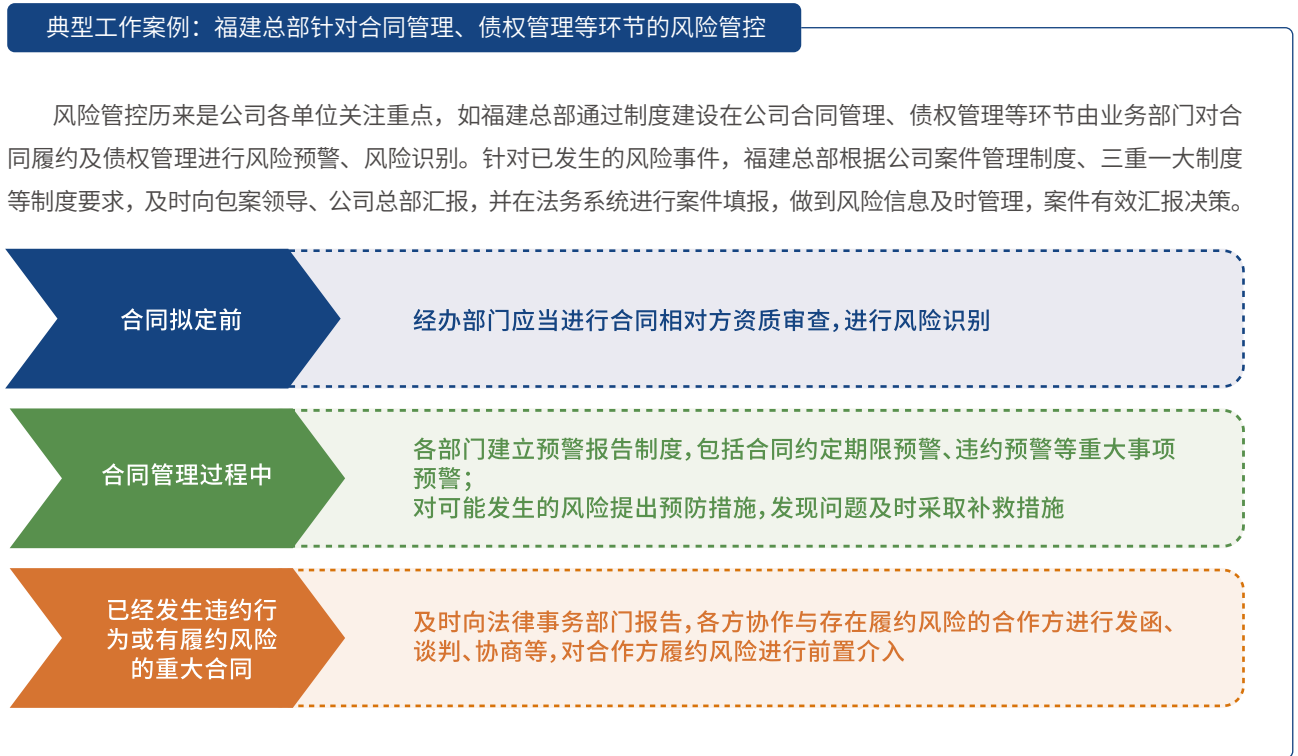 典型工作案例：福建总部针对合同管理、债权管理等环节的风险管控
风险管控历来是公司各单位关注重点，如福建总部通过制度建设在公司合同管理、债权管理等环节由业务部门对合
同履约及债权管理进行风险预警、风险识别。针对已发生的风险事件，福建总部根据公司案件管理制度、三重一大制度
等制度要求，及时向包案领导、公司总部汇报，并在法务系统进行案件填报，做到风险信息及时管理，案件有效汇报决策。
合同拟定前
经办部门应当进行合同相对方资质审查，进行风险识别
合同管理过程中
各部门建立预警报告制度，包括合同约定期限预警、违约预警等重大事项
预警；
对可能发生的风险提出预防措施，发现问题及时采取补救措施
已经发生违约行
为或有履约风险
的重大合同
及时向法律事务部门报告，各方协作与存在履约风险的合作方进行发函、
谈判、协商等，对合作方履约风险进行前置介入